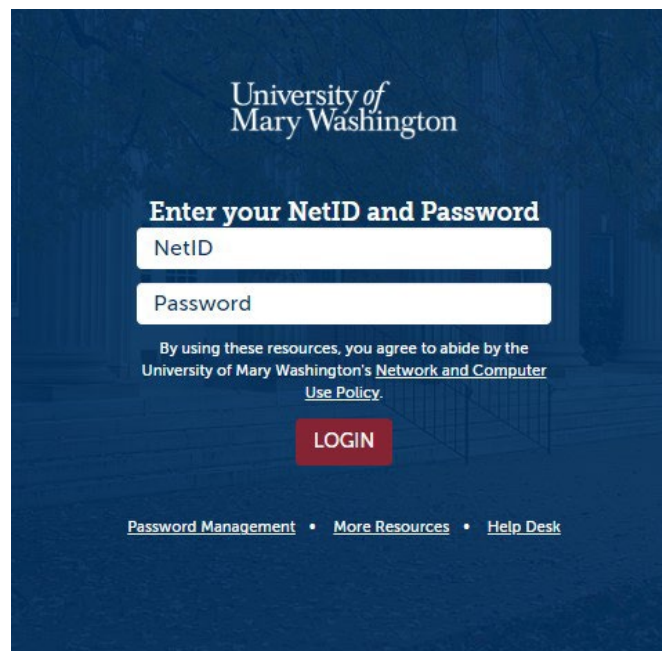 University of
Mary Washington
Enter your NetID and Password
NetID
Password
By using these resources, you agree to abide by the
University of Mary Washington's Network and Computer
Use Policy.
LOGIN
Password Management • More Resources • Help Desk